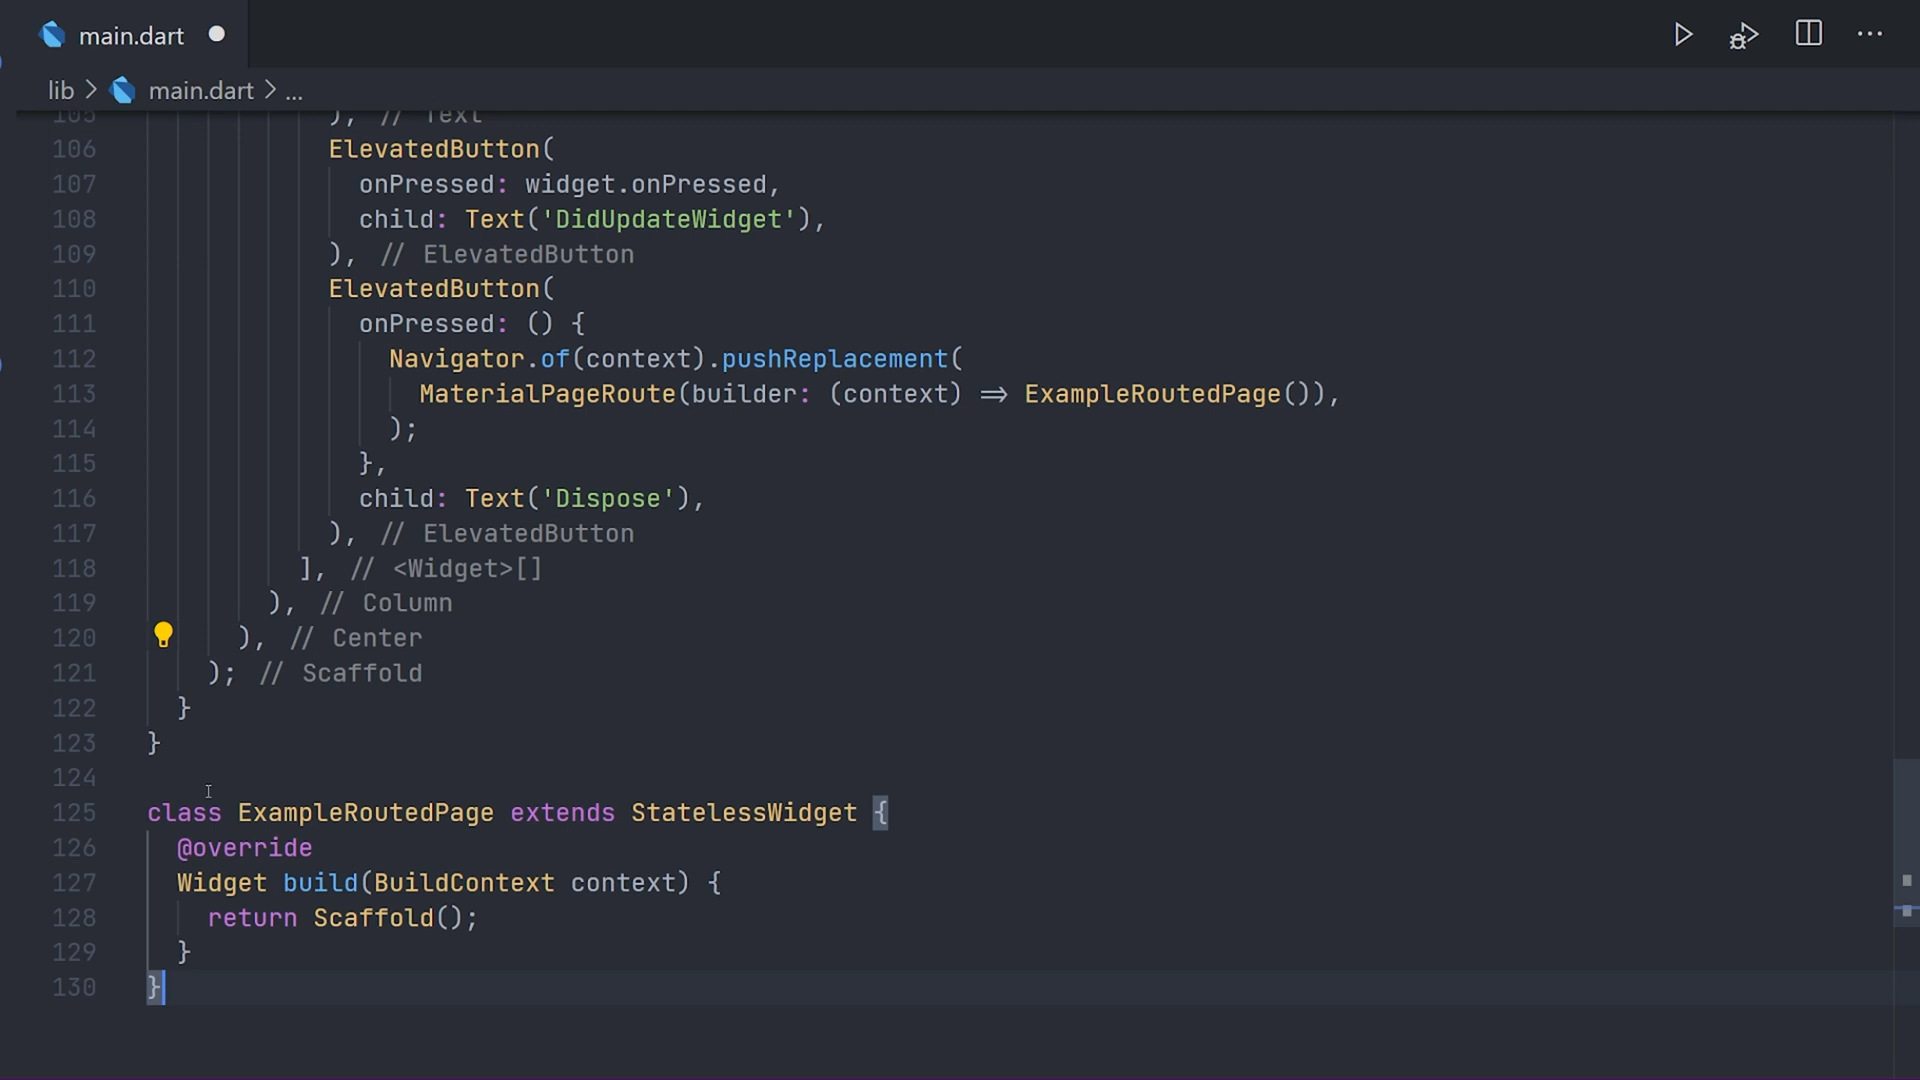 main.dart
lib > main.dart > ...
105 ), // Text
106 ElevatedButton(
107 onPressed: widget.onPressed,
108 child: Text('DidUpdateWidget'),
109 ), // ElevatedButton
110 ElevatedButton(
111 onPressed: () {
112 Navigator.of(context).pushReplacement(
113 MaterialPageRoute(builder: (context) => ExampleRoutedPage()),
114 );
115 },
116 child: Text('Dispose'),
117 ), // ElevatedButton
118 ], // <Widget>[]
119 ), // Column
120 ), // Center
121 ); // Scaffold
122 }
123 }
124
125 class ExampleRoutedPage extends StatelessWidget {
126 @override
127 Widget build(BuildContext context) {
128 return Scaffold();
129 }
130 }